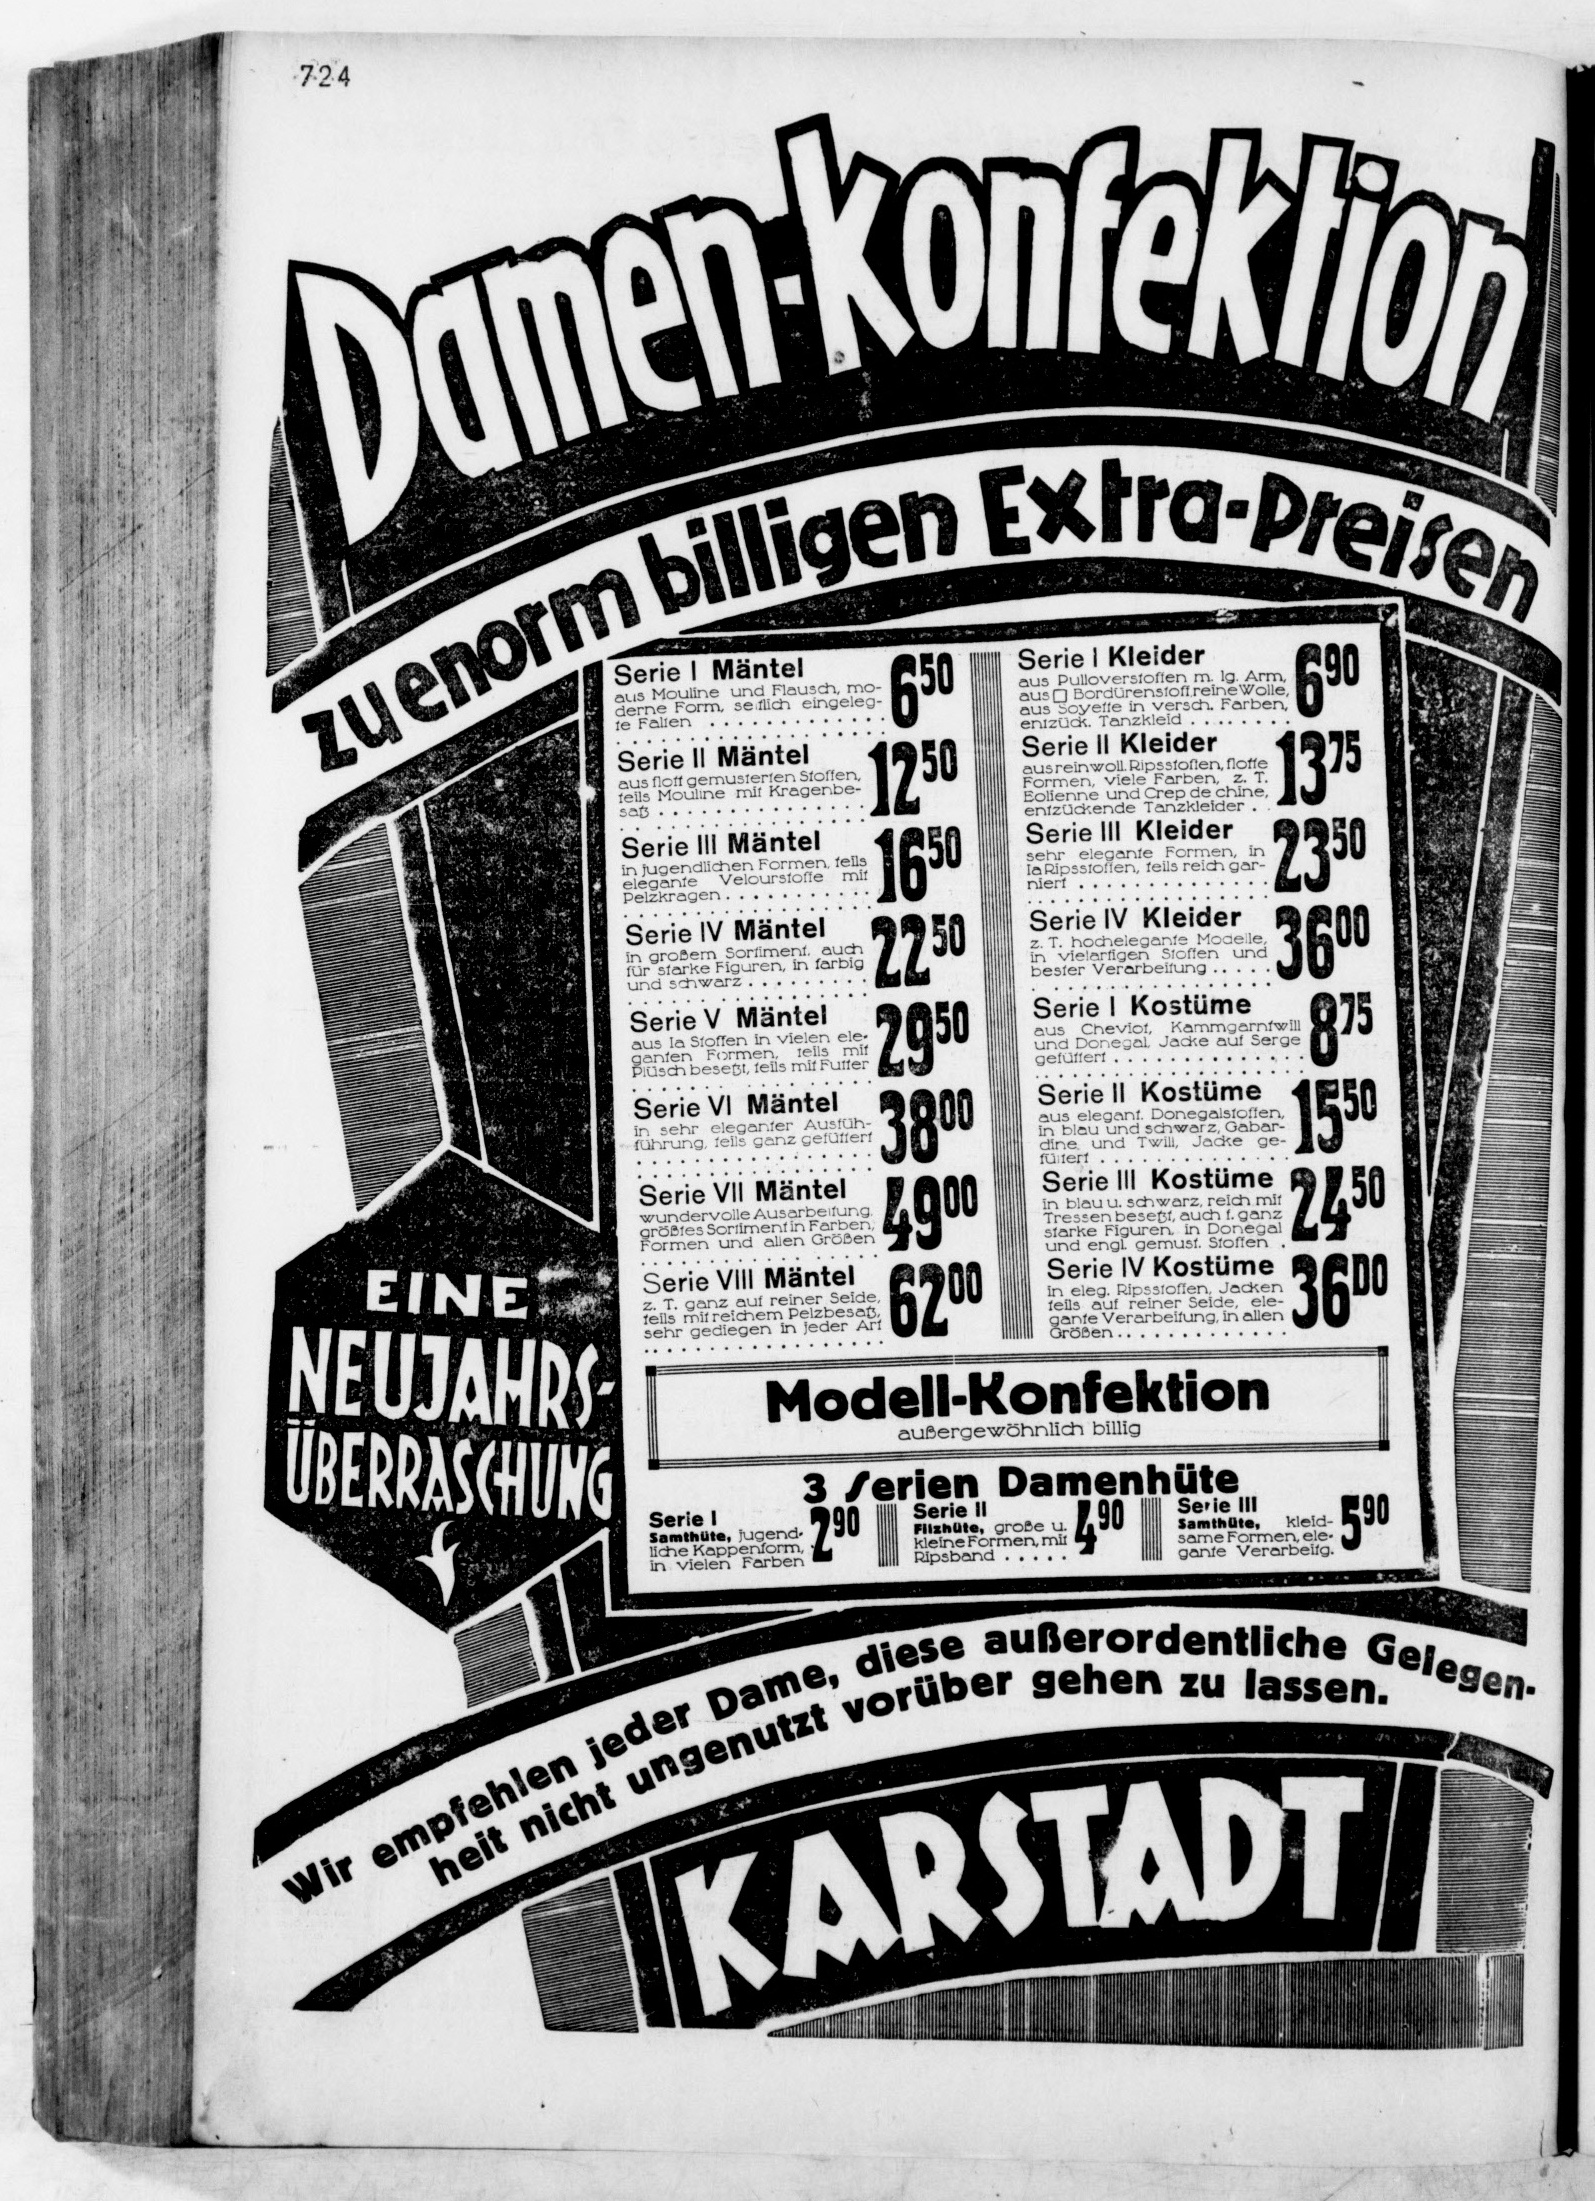 724
Damen-Konfektion
zu enorm billigen Extra-Preisen
Serie I Mäntel
aus Mouline und Flausch, mo-
derne Form, seitlich eingeleg-
te Falten . . . . . . . . . . . . .
6 50
Serie II Mäntel
aus flott gemusterten Stoffen,
teils Mouline mit Kragenbe-
satz . . . . . . . . . . . . . . .
12 50
Serie III Mäntel
in jugendlichen Formen, teils
elegante Velourstoffe mit
Pelzkragen . . . . . . . . . . .
16 50
Serie IV Mäntel
in großem Sortiment, auch
für starke Figuren, in farbig
und schwarz . . . . . . . . .
22 50
Serie V Mäntel
aus Ia Stoffen in vielen ele-
ganten Formen, teils mit
Plüsch besetzt, teils mit Futter
29 50
Serie VI Mäntel
in sehr eleganter Ausfüh-
führung, teils ganz gefüttert
38 00
Serie VII Mäntel
wundervolle Ausarbeitung,
größtes Sortiment in Farben,
Formen und allen Größen
49 00
Serie VIII Mäntel
z. T. ganz auf reiner Seide,
teils mit reichem Pelzbesatz,
sehr gediegen in jeder Art
62 00
Serie I Kleider
aus Pulloverstoffen m. lg. Arm,
aus □ Bordürenstoff, reine Wolle,
aus Soyette in versch. Farben,
entzück. Tanzkleid . . . . . . . .
6 90
Serie II Kleider
aus reinwoll. Ripsstoffen, flotte
Formen, viele Farben, z. T.
Eolienne und Crep de chine,
entzückende Tanzkleider . .
13 75
Serie III Kleider
sehr elegante Formen, in
Ia Ripsstoffen, teils reich gar-
niert . . . . . . . . . . . . . .
23 50
Serie IV Kleider
z. T. hochelegante Modelle,
in vielartigen Stoffen und
bester Verarbeitung . . . . .
36 00
Serie I Kostüme
aus Cheviot, Kammgarntwill
und Donegal, Jacke auf Serge
gefüttert . . . . . . . . . . . . . .
8 75
Serie II Kostüme
aus elegant. Donegalstoffen,
in blau und schwarz, Gabar-
dine und Twill, Jacke ge-
füttert . . . . . . . . . . . . . .
15 50
Serie III Kostüme
in blau u. schwarz, reich mit
Tressen besetzt, auch f. ganz
starke Figuren, in Donegal
und engl. gemust. Stoffen .
24 50
Serie IV Kostüme
in eleg. Ripsstoffen, Jacken
teils auf reiner Seide, ele-
gante Verarbeitung, in allen
Größen . . . . . . . . . . . . .
36 00
EINE
NEUJAHRS-
ÜBERRASCHUNG
Modell-Konfektion
außergewöhnlich billig
3 Serien Damenhüte
Serie I
Samthüte, jugend-
liche Kappenform,
in vielen Farben
2 90
Serie II
Filzhüte, große u.
kleine Formen, mit
Ripsband . . . . .
4 90
Serie III
Samthüte, kleid-
same Formen, ele-
gante Verarbeitg.
5 90
Wir empfehlen jeder Dame, diese außerordentliche Gelegen-
heit nicht ungenutzt vorüber gehen zu lassen.
KARSTADT